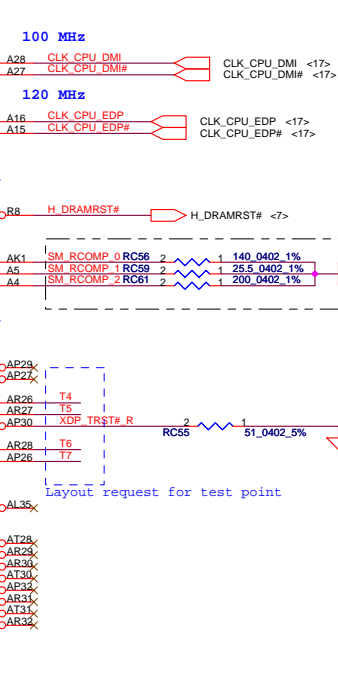 100 MHz
A28 CLK_CPU_DMI CLK_CPU_DMI <17>
A27 CLK_CPU_DMI# CLK_CPU_DMI# <17>
120 MHz
A16 CLK_CPU_EDP CLK_CPU_EDP <17>
A15 CLK_CPU_EDP# CLK_CPU_EDP# <17>
R8 H_DRAMRST# H_DRAMRST# <7>
AK1 SM_RCOMP_0 RC56 2 1 140_0402_1%
A5 SM_RCOMP_1 RC59 2 1 25.5_0402_1%
A4 SM_RCOMP_2 RC61 2 1 200_0402_1%
AP29
AP27
AR26 T4
AR27 T5
AP30 XDP_TRST#_R RC55 2 1 51_0402_5%
AR28 T6
AP26 T7
Layout request for test point
AL35
AT28
AR29
AR30
AT30
AP32
AR31
AT31
AR32